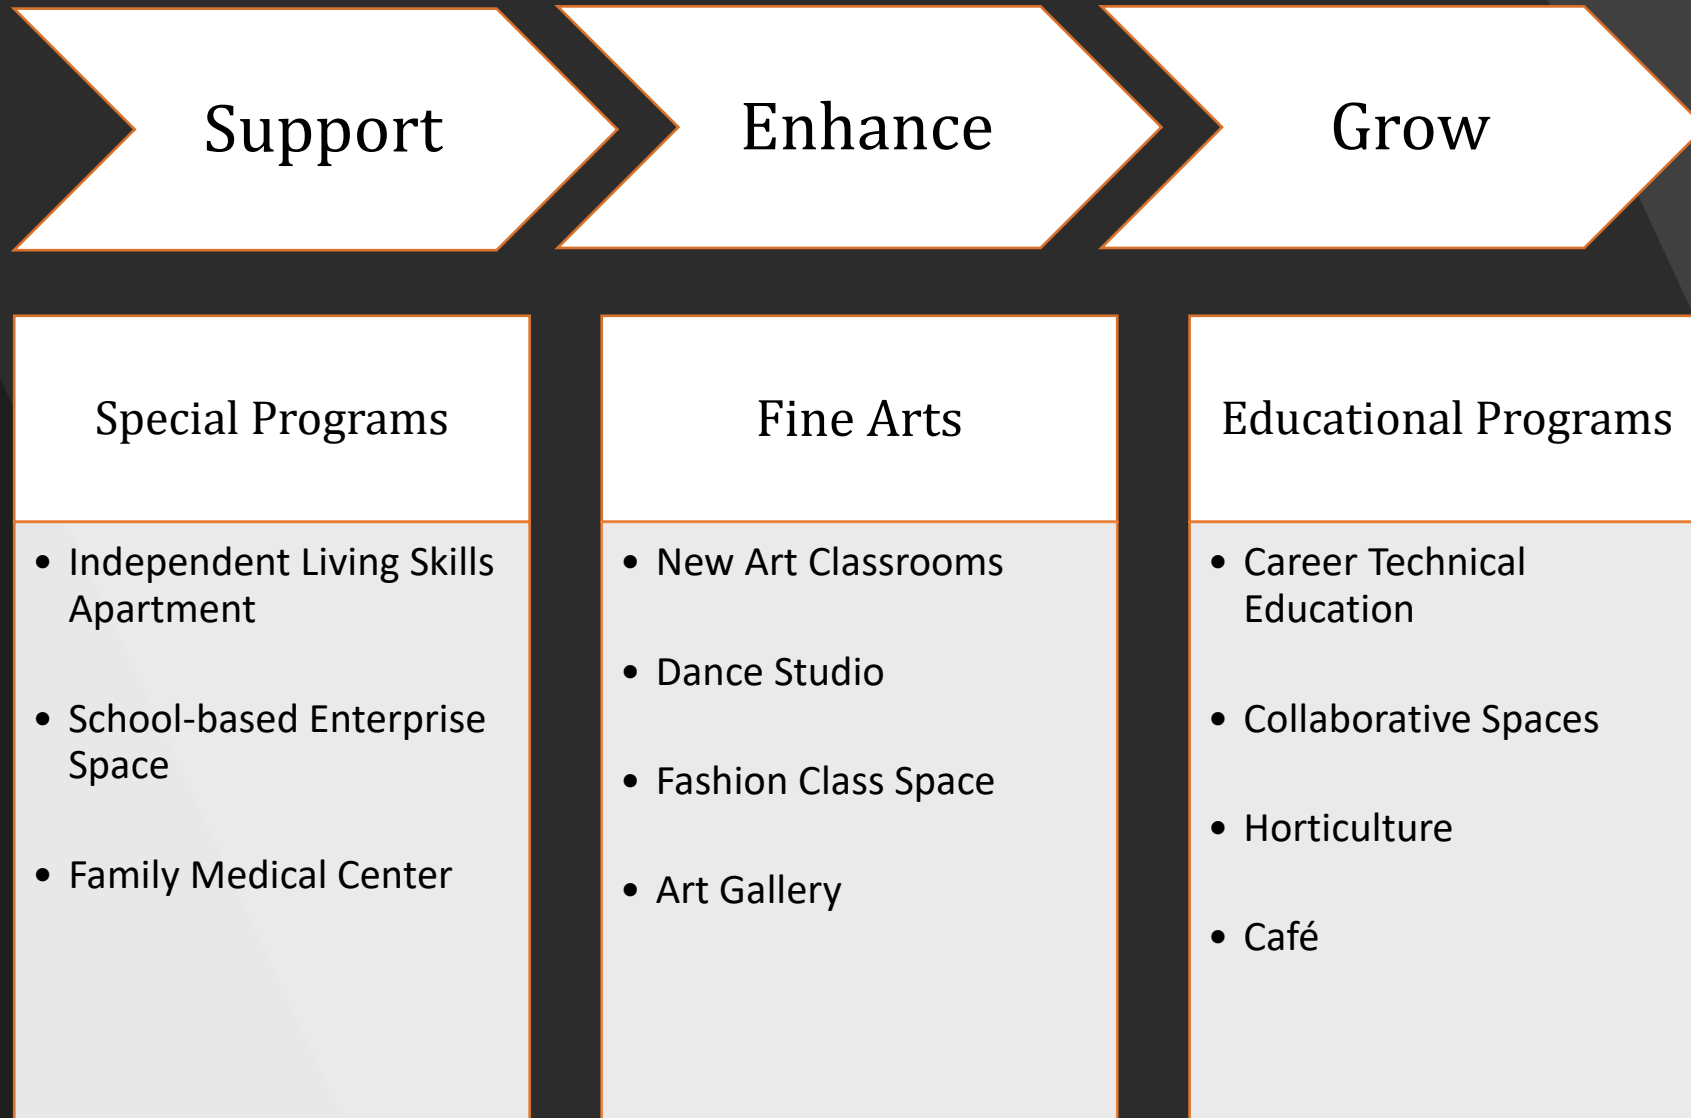 Support
Enhance
Grow
Special Programs
• Independent Living Skills
Apartment
• School-based Enterprise
Space
• Family Medical Center
Fine Arts
• New Art Classrooms
• Dance Studio
• Fashion Class Space
• Art Gallery
Educational Programs
• Career Technical
Education
• Collaborative Spaces
• Horticulture
• Café